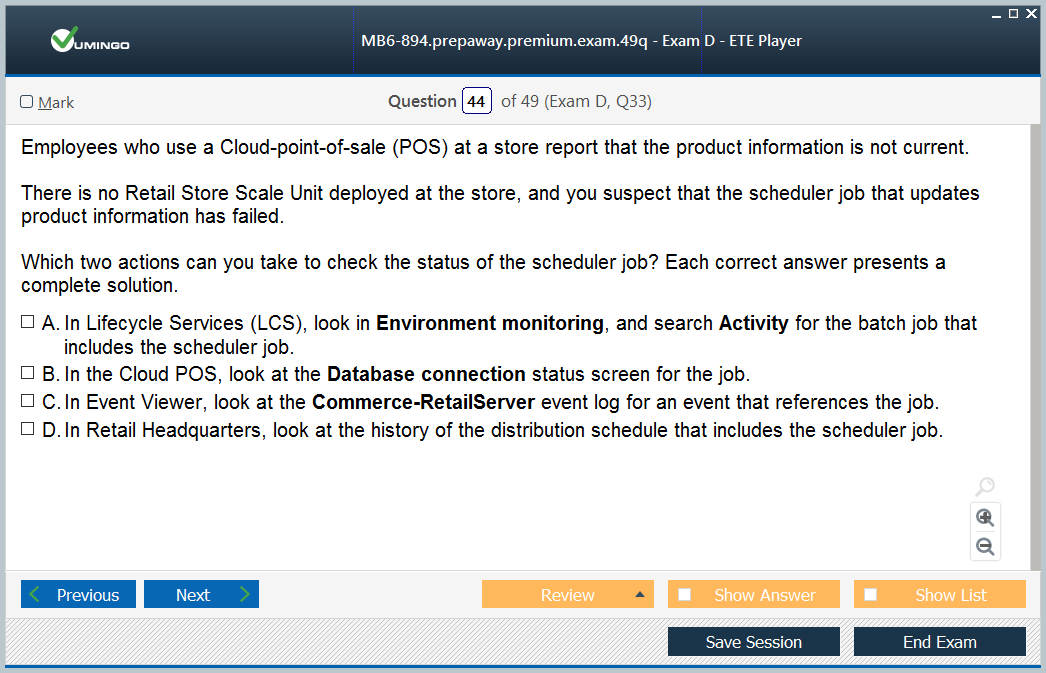 VUMINGO
MB6-894.prepaway.premium.exam.49q - Exam D - ETE Player
Mark
Question 44 of 49 (Exam D, Q33)
Employees who use a Cloud-point-of-sale (POS) at a store report that the product information is not current.
There is no Retail Store Scale Unit deployed at the store, and you suspect that the scheduler job that updates
product information has failed.
Which two actions can you take to check the status of the scheduler job? Each correct answer presents a
complete solution.
A. In Lifecycle Services (LCS), look in Environment monitoring, and search Activity for the batch job that
includes the scheduler job.
B. In the Cloud POS, look at the Database connection status screen for the job.
C. In Event Viewer, look at the Commerce-RetailServer event log for an event that references the job.
D. In Retail Headquarters, look at the history of the distribution schedule that includes the scheduler job.
Previous
Next
Review
Show Answer
Show List
Save Session
End Exam